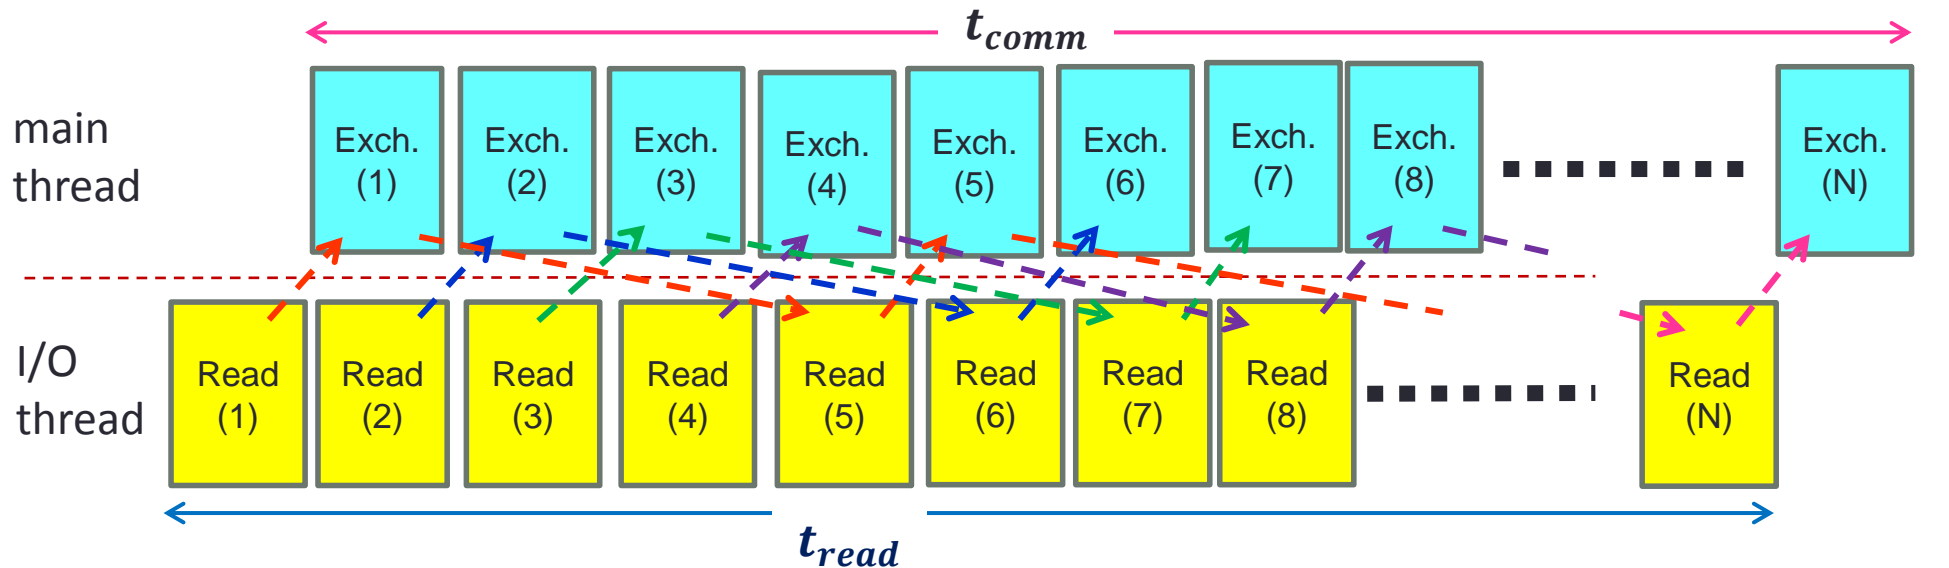 t_comm
main
thread
Exch.
(1)
Exch.
(2)
Exch.
(3)
Exch.
(4)
Exch.
(5)
Exch.
(6)
Exch.
(7)
Exch.
(8)
Exch.
(N)
I/O
thread
Read
(1)
Read
(2)
Read
(3)
Read
(4)
Read
(5)
Read
(6)
Read
(7)
Read
(8)
Read
(N)
t_read